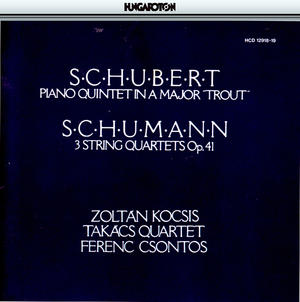 HUNGAROTON
HCD 12918-19
S·C·H·U·B·E·R·T
PIANO QUINTET IN A MAJOR "TROUT"
S·C·H·U·M·A·N·N
3 STRING QUARTETS Op. 41
ZOLTÁN KOCSIS
TAKÁCS QUARTET
FERENC CSONTOS